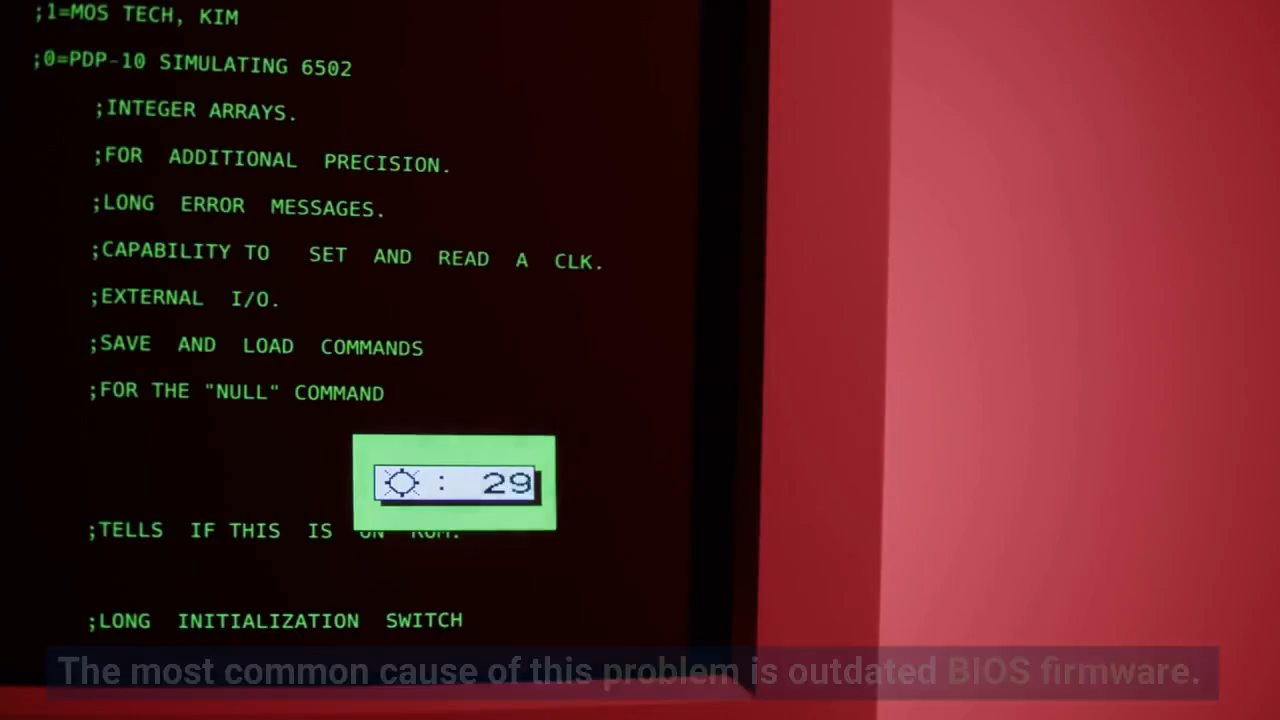 ;1=MOS TECH, KIM
;0=PDP-10 SIMULATING 6502
;INTEGER ARRAYS.
;FOR ADDITIONAL PRECISION.
;LONG ERROR MESSAGES.
;CAPABILITY TO SET AND READ A CLK.
;EXTERNAL I/O.
;SAVE AND LOAD COMMANDS
;FOR THE "NULL" COMMAND
: 29
;TELLS IF THIS IS ON ROM.
;LONG INITIALIZATION SWITCH
The most common cause of this problem is outdated BIOS firmware.